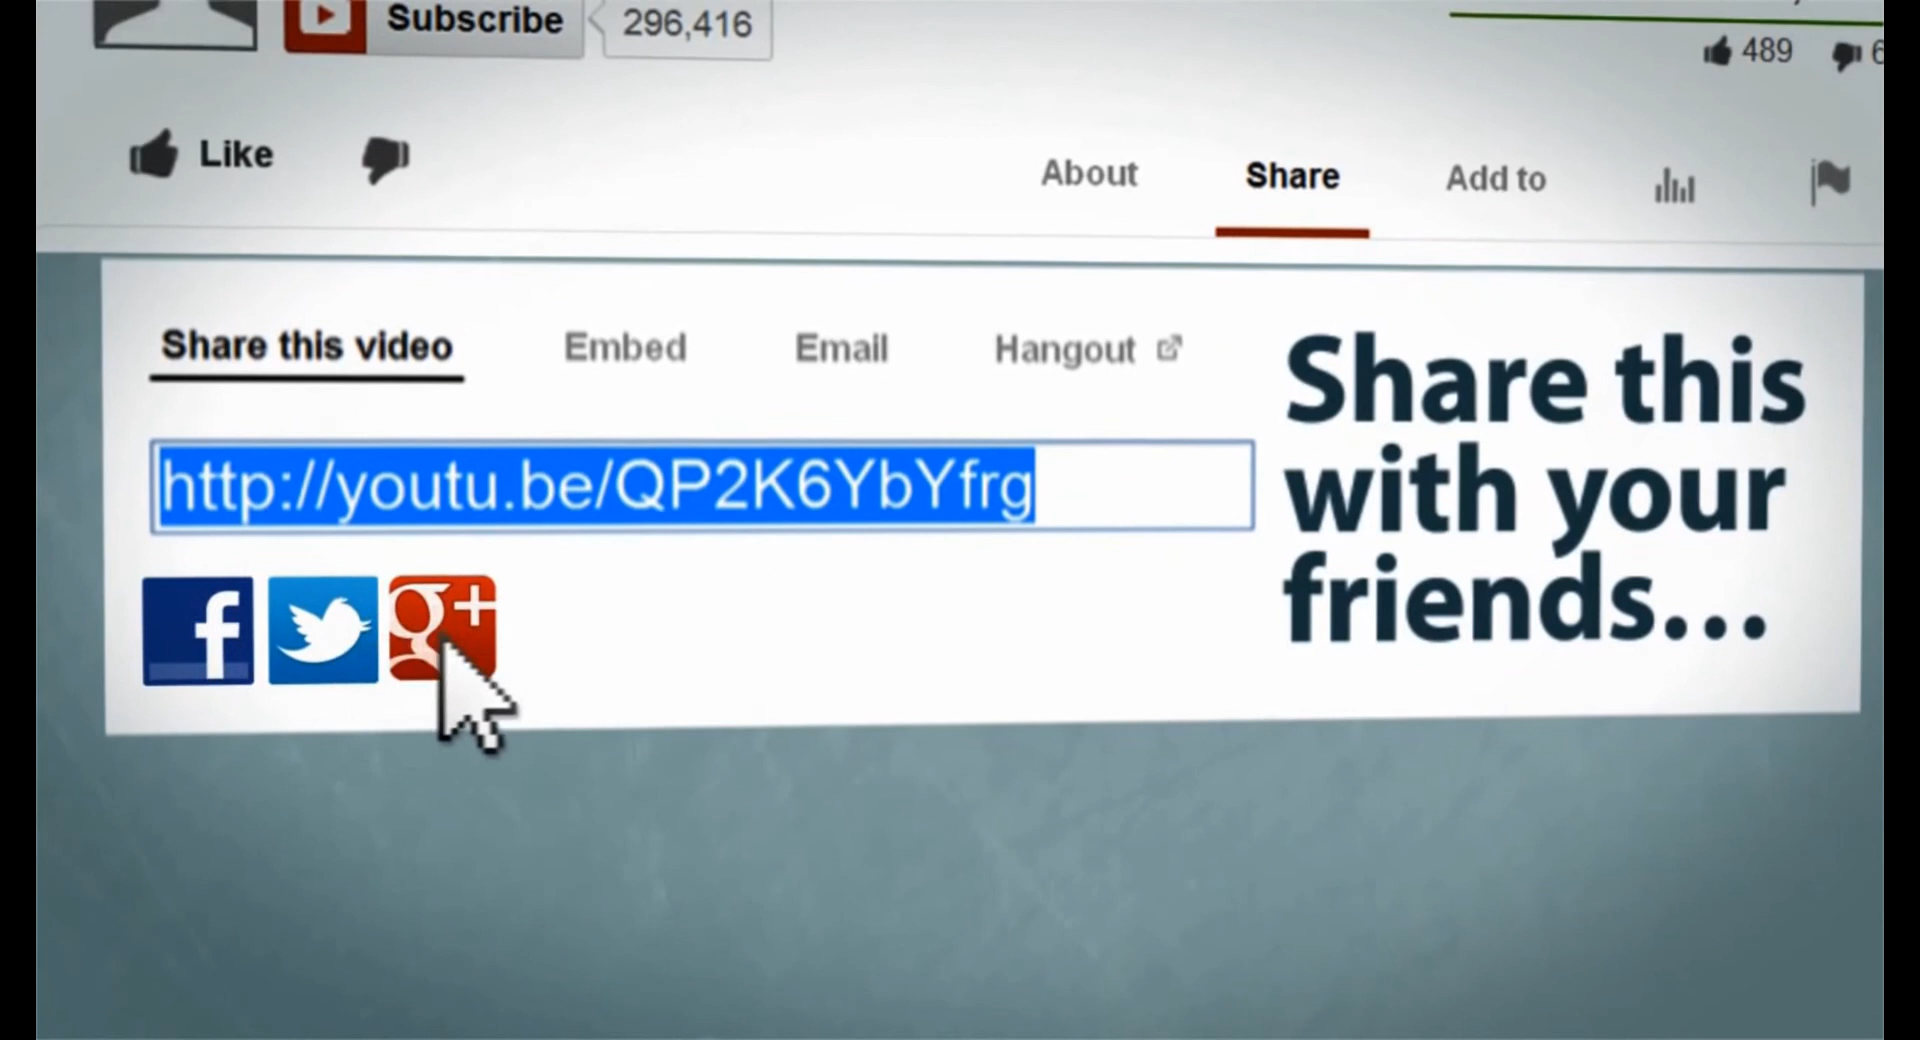 Subscribe 296,416
489
Like
About Share Add to
Share this video Embed Email Hangout
http://youtu.be/QP2K6YbYfrg
Share this
with your
friends...
f g+